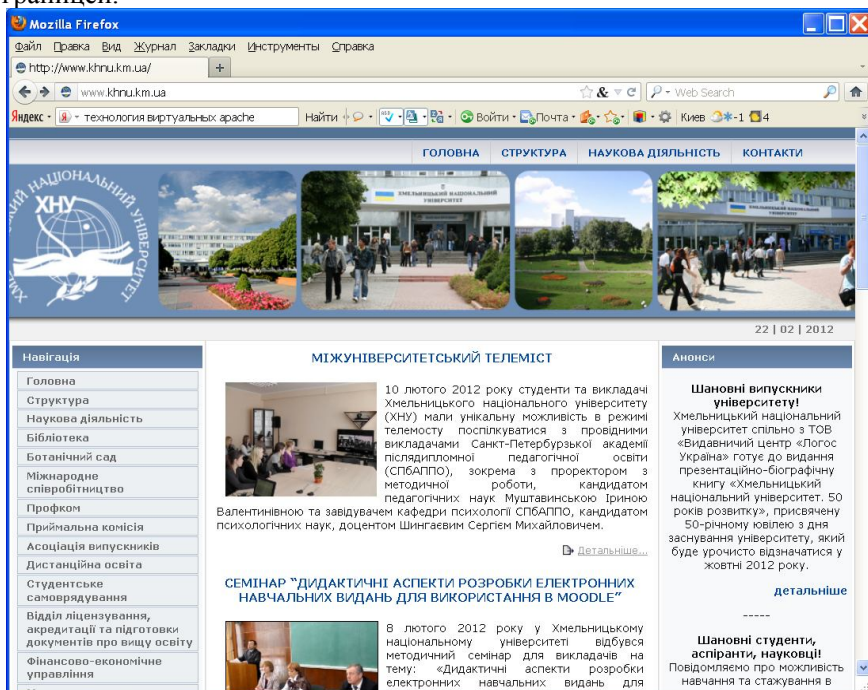 границей.
Mozilla Firefox
Файл Правка Вид Журнал Закладки Инструменты Справка
http://www.khnu.km.ua/
www.khnu.km.ua
Web Search
Яндекс технология виртуальных apache Найти Войти Почта Киев -1 4
ГОЛОВНА СТРУКТУРА НАУКОВА ДІЯЛЬНІСТЬ КОНТАКТИ
ХНУ
22 | 02 | 2012
Навігація
Головна
Структура
Наукова діяльність
Бібліотека
Ботанічний сад
Міжнародне
співробітництво
Профком
Приймальна комісія
Асоціація випускників
Дистанційна освіта
Студентське
самоврядування
Відділ ліцензування,
акредитації та підготовки
документів про вищу освіту
Фінансово-економічне
управління
МІЖУНІВЕРСИТЕТСЬКИЙ ТЕЛЕМІСТ
10 лютого 2012 року студенти та викладачі
Хмельницького національного університету
(ХНУ) мали унікальну можливість в режимі
телемосту поспілкуватися з провідними
викладачами Санкт-Петербурзької академії
післядипломної педагогічної освіти
(СПбАППО), зокрема з проректором з
методичної роботи, кандидатом
педагогічних наук Муштавинською Іриною
Валентинівною та завідувачем кафедри психології СПбАППО, кандидатом
психологічних наук, доцентом Шингаєвим Сергієм Михайловичем.
Детальніше...
СЕМІНАР "ДИДАКТИЧНІ АСПЕКТИ РОЗРОБКИ ЕЛЕКТРОННИХ
НАВЧАЛЬНИХ ВИДАНЬ ДЛЯ ВИКОРИСТАННЯ В MOODLE"
8 лютого 2012 року у Хмельницькому
національному університеті відбувся
методичний семінар для викладачів на
тему: «Дидактичні аспекти розробки
електронних навчальних видань для
Анонси
Шановні випускники
університету!
Хмельницький національний
університет спільно з ТОВ
«Видавничий центр «Логос
Україна» готує до видання
презентаційно-біографічну
книгу «Хмельницький
національний університет. 50
років розвитку», присвячену
50-річному ювілею з дня
заснування університету, який
буде урочисто відзначатися у
жовтні 2012 року.
детальніше
-----
Шановні студенти,
аспіранти, науковці!
Повідомляємо про можливість
навчання та стажування в